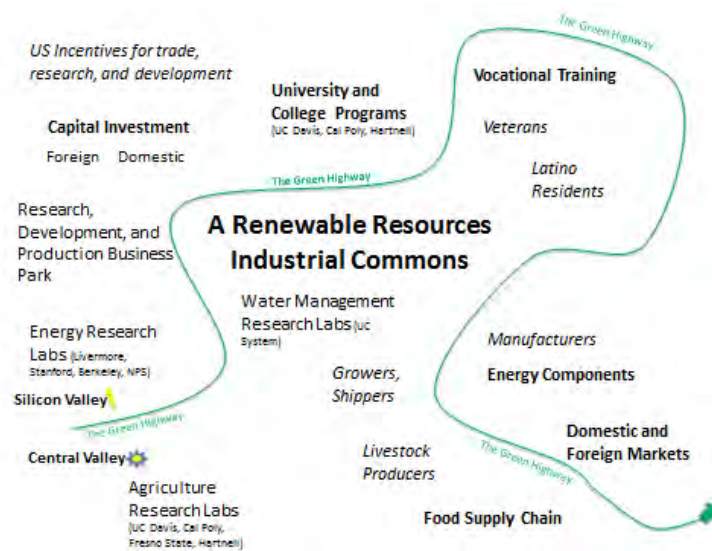 The Green Highway
US Incentives for trade,
research, and development
University and
College Programs
(UC Davis, Cal Poly, Hartnell)
Vocational Training
Capital Investment
Foreign Domestic
Veterans
Latino
Residents
The Green Highway
Research,
Development, and
Production Business
Park
A Renewable Resources
Industrial Commons
Water Management
Research Labs (UC
System)
Energy Research
Labs (Livermore,
Stanford, Berkeley, NPS)
Manufacturers
Energy Components
Growers,
Shippers
Silicon Valley
The Green Highway
Central Valley
Domestic and
Foreign Markets
The Green Highway
Livestock
Producers
Agriculture
Research Labs
(UC Davis, Cal Poly,
Fresno State, Hartnell)
Food Supply Chain